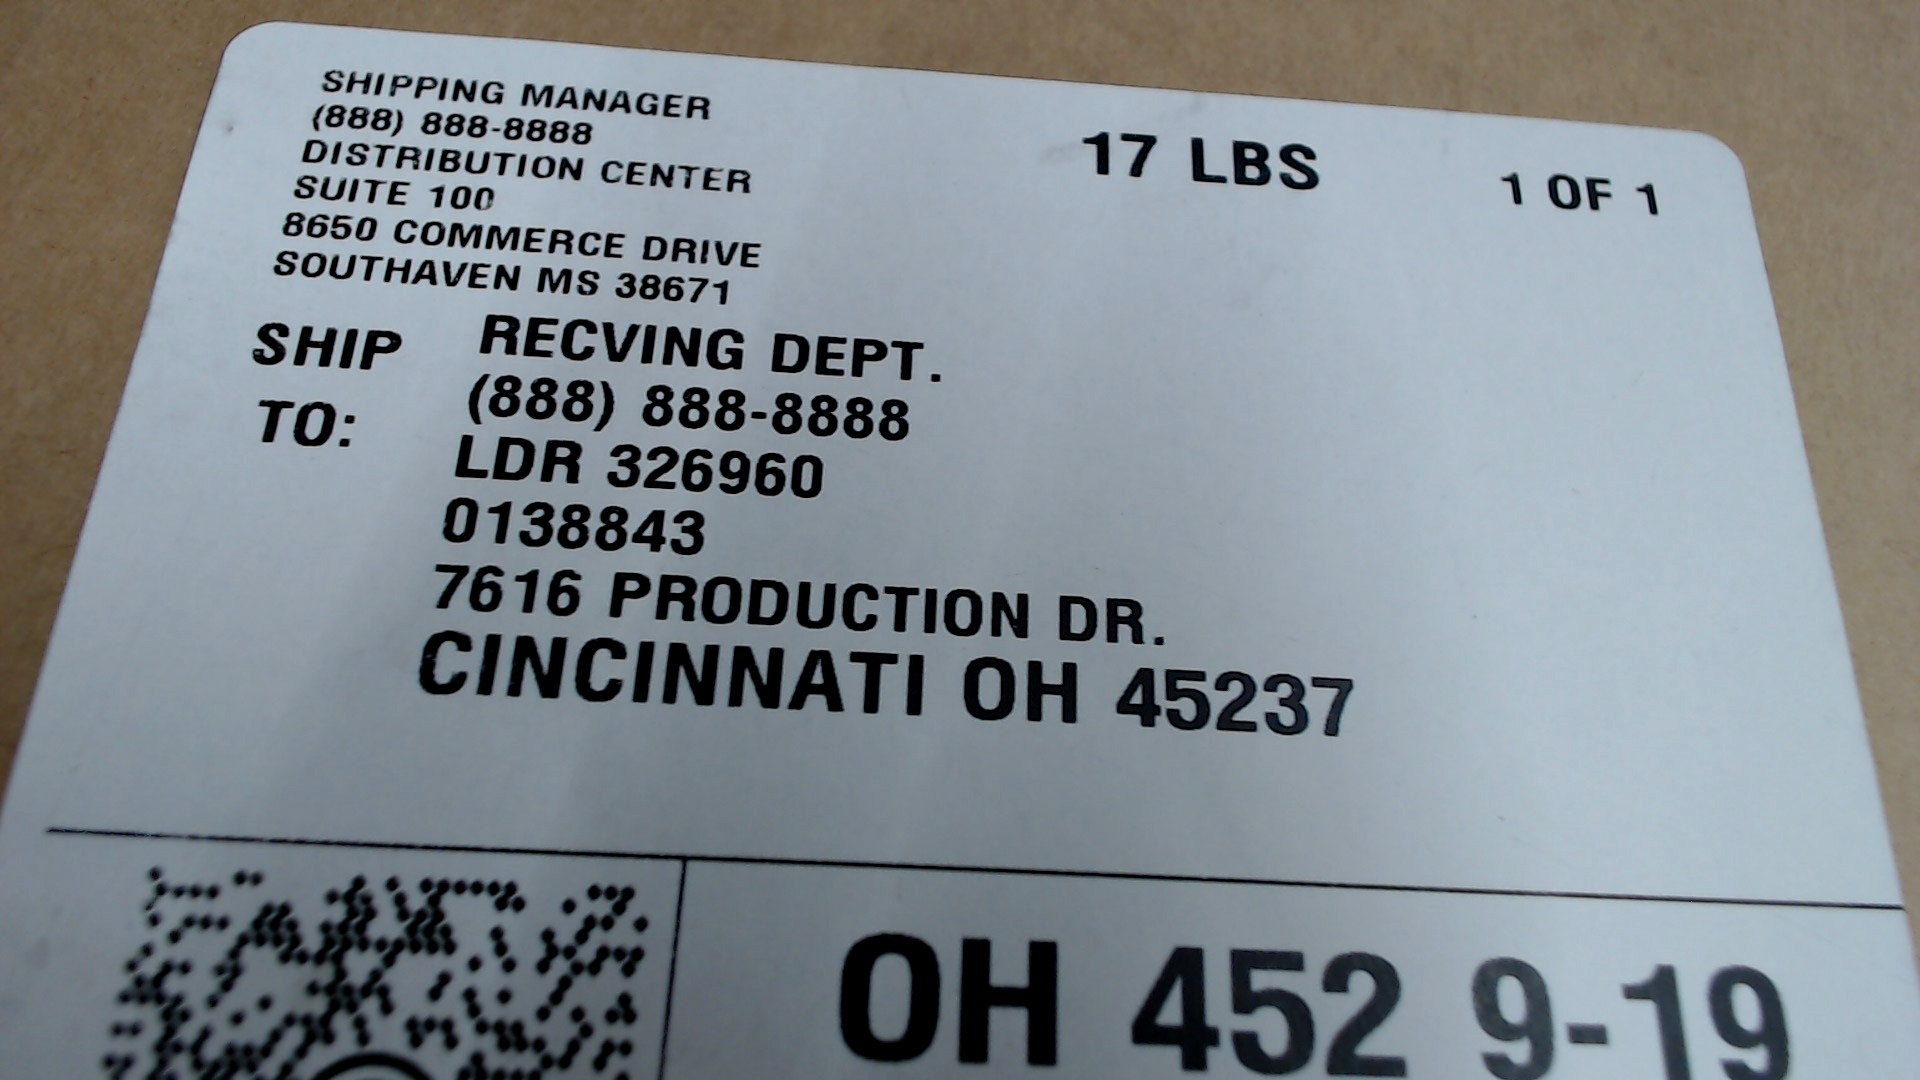 SHIPPING MANAGER
(888) 888-8888
DISTRIBUTION CENTER
SUITE 100
8650 COMMERCE DRIVE
SOUTHAVEN MS 38671
17 LBS
1 OF 1
SHIP TO:
RECVING DEPT.
(888) 888-8888
LDR 326960
0138843
7616 PRODUCTION DR.
CINCINNATI OH 45237
OH 452 9-19